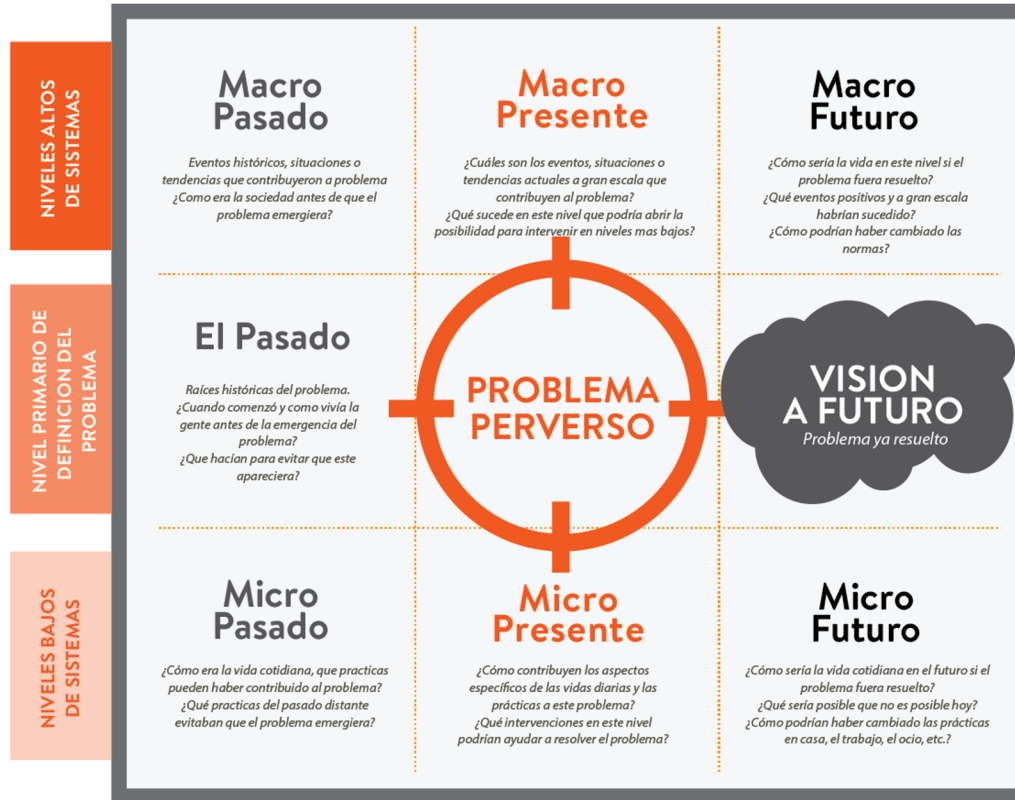 NIVELES ALTOS
DE SISTEMAS
Macro
Pasado
Eventos históricos, situaciones o
tendencias que contribuyeron a problema
¿Como era la sociedad antes de que el
problema emergiera?
Macro
Presente
¿Cuáles son los eventos, situaciones o
tendencias actuales a gran escala que
contribuyen al problema?
¿Qué sucede en este nivel que podría abrir la
posibilidad para intervenir en niveles mas bajos?
Macro
Futuro
¿Cómo sería la vida en este nivel si el
problema fuera resuelto?
¿Qué eventos positivos y a gran escala
habrían sucedido?
¿Cómo podrían haber cambiado las
normas?
NIVEL PRIMARIO DE
DEFINICION DEL
PROBLEMA
El Pasado
Raíces históricas del problema.
¿Cuando comenzó y como vivía la
gente antes de la emergencia del
problema?
¿Que hacían para evitar que este
apareciera?
PROBLEMA
PERVERSO
VISION
A FUTURO
Problema ya resuelto
NIVELES BAJOS
DE SISTEMAS
Micro
Pasado
¿Cómo era la vida cotidiana, que practicas
pueden haber contribuido al problema?
¿Qué practicas del pasado distante
evitaban que el problema emergiera?
Micro
Presente
¿Cómo contribuyen los aspectos
específicos de las vidas diarias y las
prácticas a este problema?
¿Qué intervenciones en este nivel
podrían ayudar a resolver el problema?
Micro
Futuro
¿Cómo sería la vida cotidiana en el futuro si el
problema fuera resuelto?
¿Qué sería posible que no es posible hoy?
¿Cómo podrían haber cambiado las prácticas
en casa, el trabajo, el ocio, etc.?